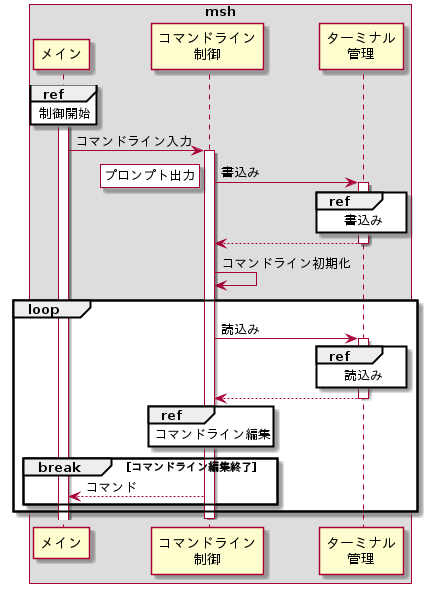 msh
メイン
コマンドライン
制御
ターミナル
管理
ref
制御開始
コマンドライン入力
プロンプト出力
書込み
ref
書込み
コマンドライン初期化
loop
読込み
ref
読込み
ref
コマンドライン編集
break
[コマンドライン編集終了]
コマンド
メイン
コマンドライン
制御
ターミナル
管理